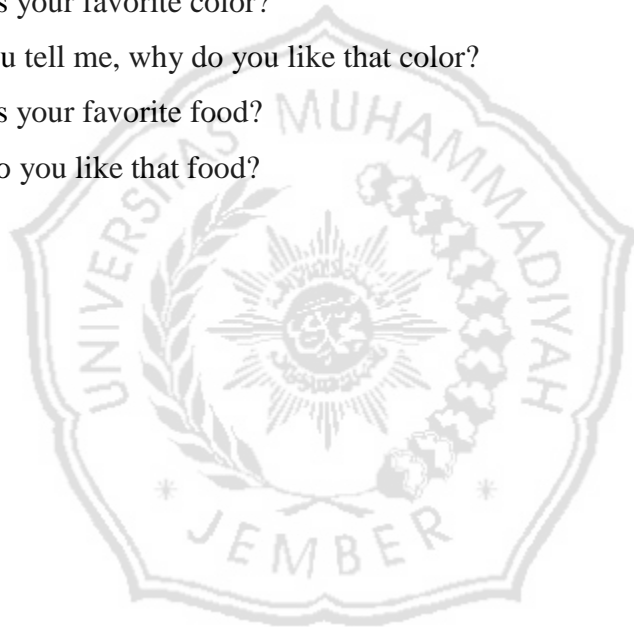 s your favorite color?
u tell me, why do you like that color?
s your favorite food?
o you like that food?
UNIVERSITAS MUHAMMADIYAH
JEMBER